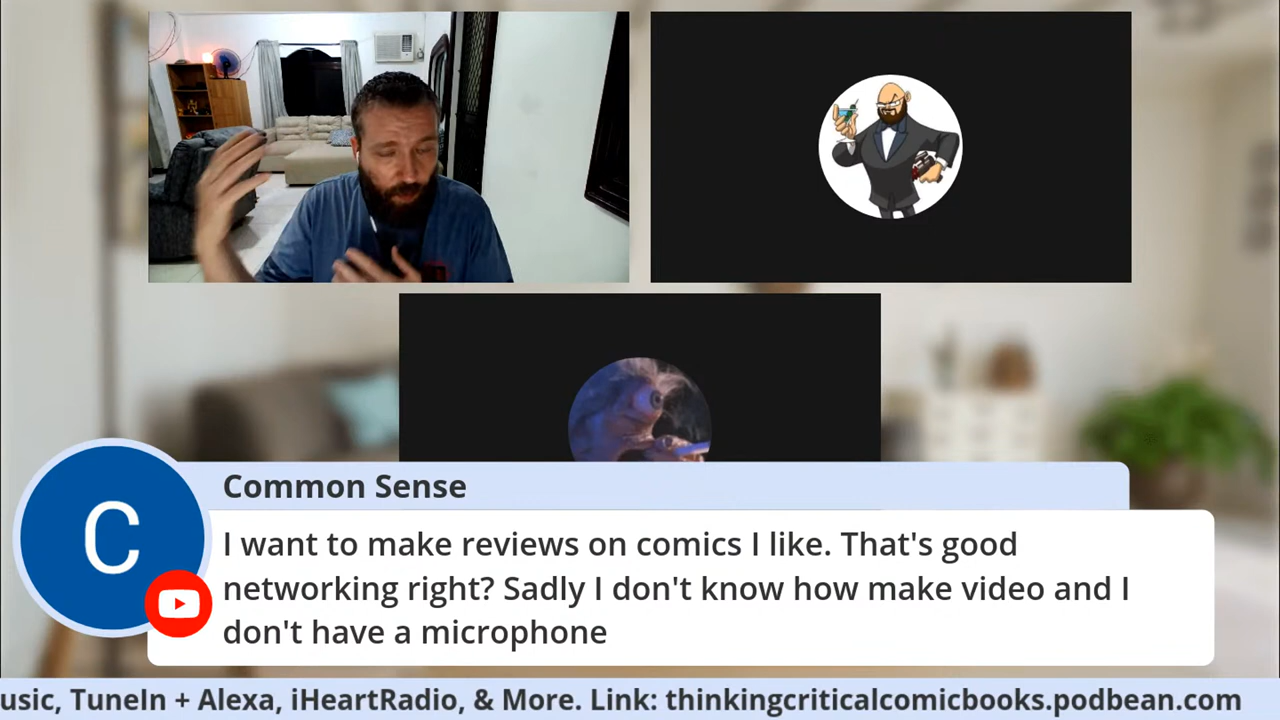 C
Common Sense
I want to make reviews on comics I like. That's good
networking right? Sadly I don't know how make video and I
don't have a microphone
usic, TuneIn + Alexa, iHeartRadio, & More. Link: thinkingcriticalcomicbooks.podbean.com